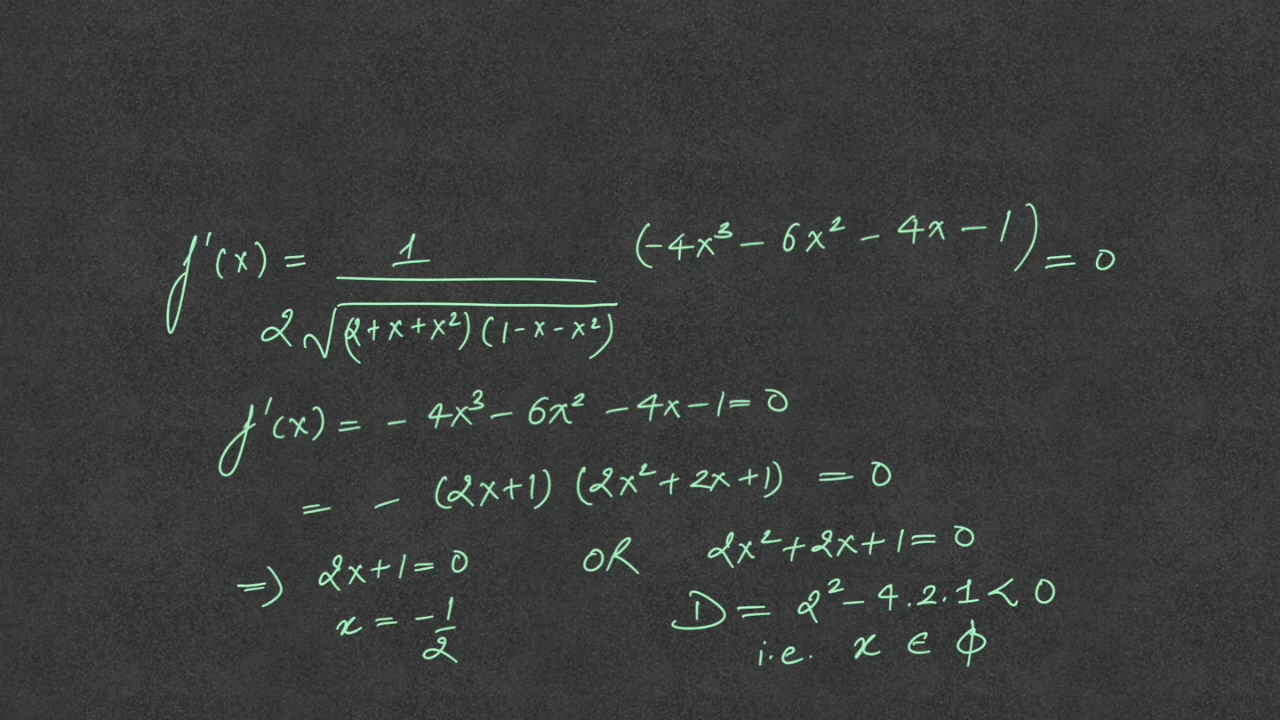 f'(x) = 1 / 2√((2+x+x²)(1-x-x²)) (-4x³ - 6x² - 4x - 1) = 0
f'(x) = - 4x³ - 6x² - 4x - 1 = 0
= - (2x+1) (2x²+2x+1) = 0
=> 2x+1 = 0 OR 2x²+2x+1 = 0
x = -1/2 D = 2² - 4.2.1 < 0
i.e. x ∈ ϕ